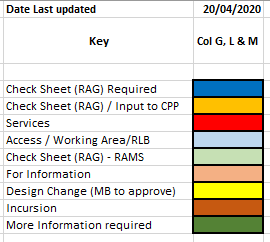 Date Last updated 20/04/2020
Key Col G, L & M
Check Sheet (RAG) Required
Check Sheet (RAG) / Input to CPP
Services
Access / Working Area/RLB
Check Sheet (RAG) - RAMS
For Information
Design Change (MB to approve)
Incursion
More Information required